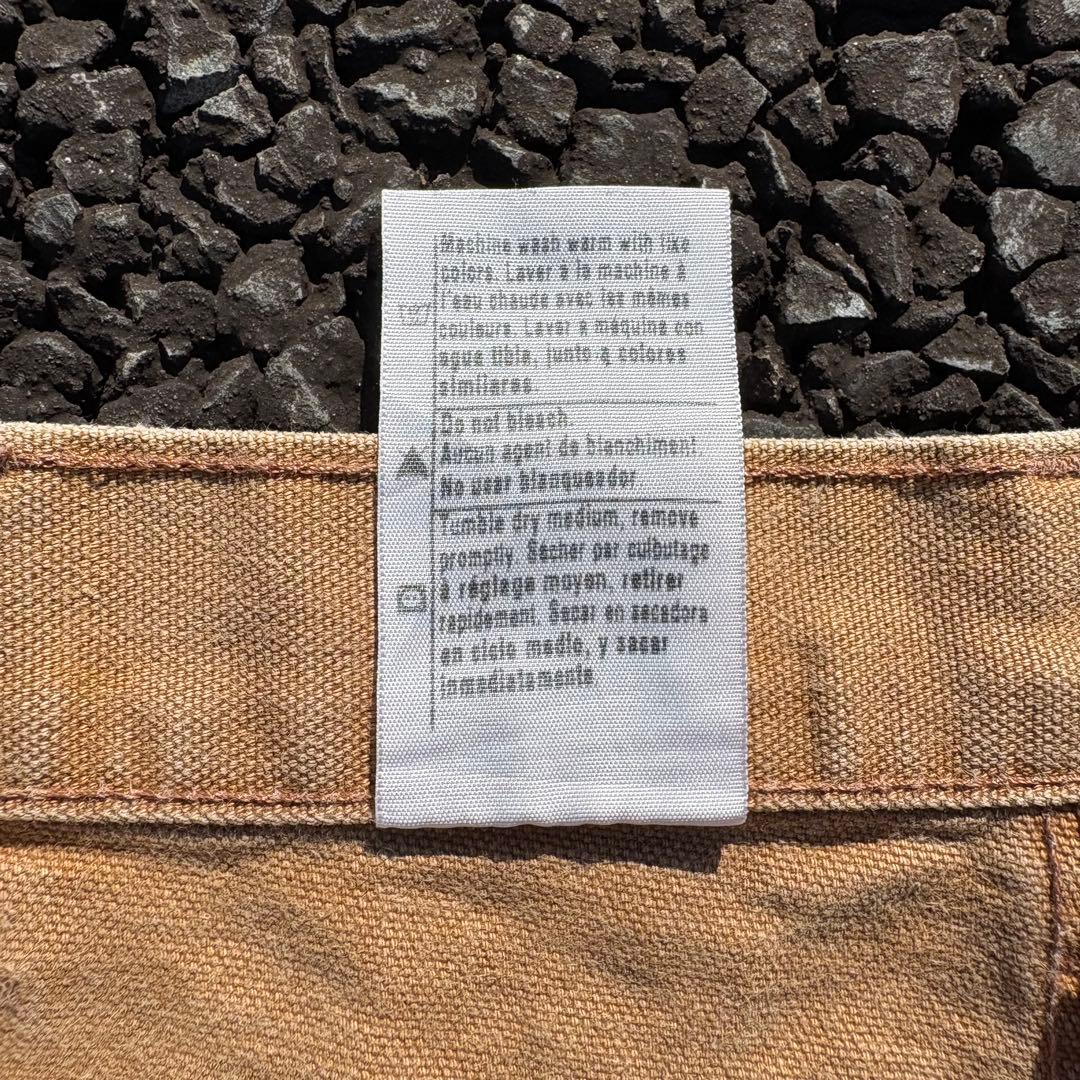 Machine wash warm with like
colors. Laver à la machine à
l'eau chaude avec les mêmes
couleurs. Lavar a máquina con
agua tibia, junto a colores
similares.
Do not bleach.
Aucun agent de blanchiment.
No usar blanqueador.
Tumble dry medium, remove
promptly. Sécher par culbutage
à réglage moyen, retirer
rapidement. Secar en secadora
en ciclo medio, y sacar
inmediatamente.